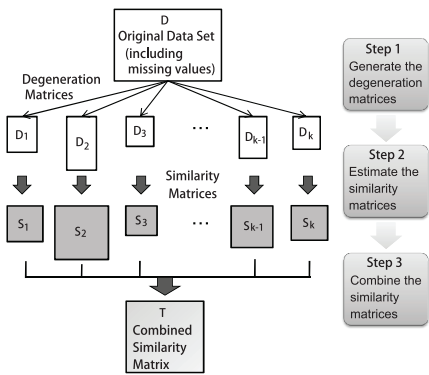 D
Original Data Set
(including
missing values)
Degeneration
Matrices
D1
D2
D3
...
Dk-1
Dk
Similarity
Matrices
S1
S2
S3
...
Sk-1
Sk
T
Combined
Similarity
Matrix
Step 1
Generate the
degeneration
matrices
Step 2
Estimate the
similarity
matrices
Step 3
Combine the
similarity
matrices